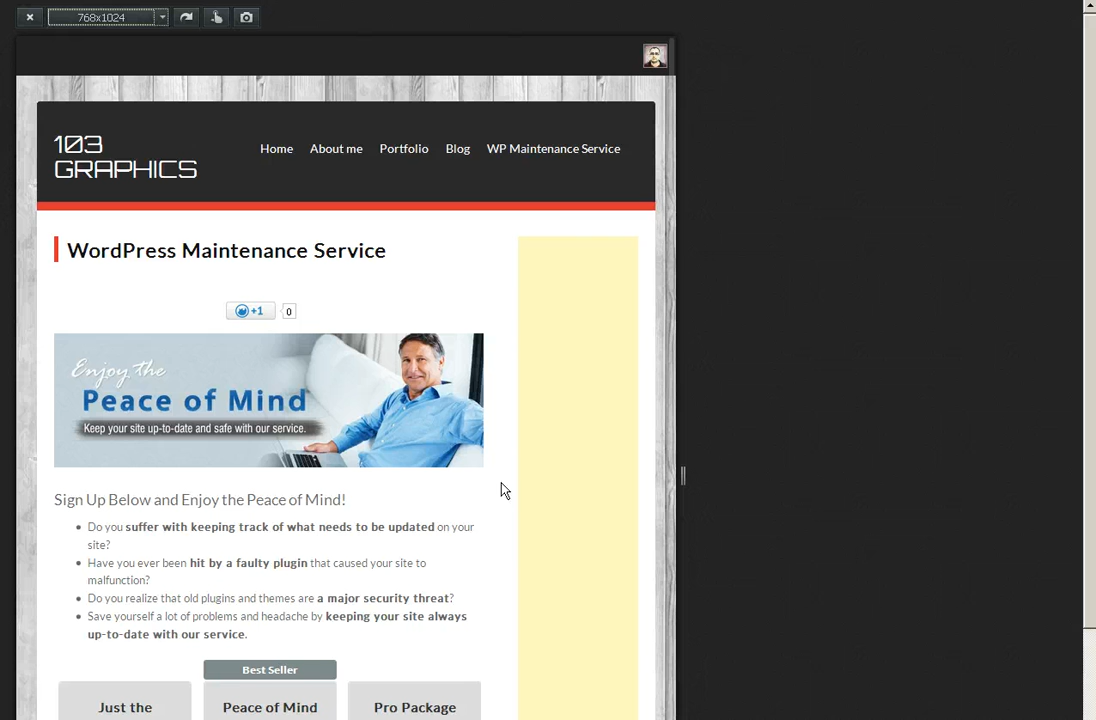 768x1024
103
GRAPHICS
Home About me Portfolio Blog WP Maintenance Service
WordPress Maintenance Service
+1 0
Enjoy the
Peace of Mind
Keep your site up-to-date and safe with our service.
Sign Up Below and Enjoy the Peace of Mind!
Do you suffer with keeping track of what needs to be updated on your
site?
Have you ever been hit by a faulty plugin that caused your site to
malfunction?
Do you realize that old plugins and themes are a major security threat?
Save yourself a lot of problems and headache by keeping your site always
up-to-date with our service.
Best Seller
Just the Peace of Mind Pro Package